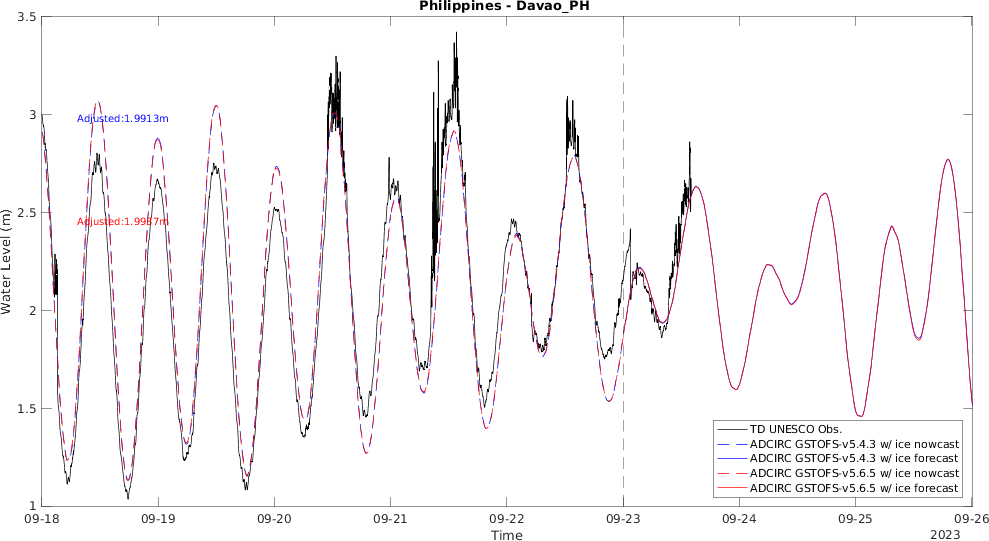 Philippines - Davao_PH
3.5
3
2.5
2
1.5
1
Water Level (m)
Adjusted:1.9913m
Adjusted:1.9937m
TD UNESCO Obs.
ADCIRC GSTOFS-v5.4.3 w/ ice nowcast
ADCIRC GSTOFS-v5.4.3 w/ ice forecast
ADCIRC GSTOFS-v5.6.5 w/ ice nowcast
ADCIRC GSTOFS-v5.6.5 w/ ice forecast
09-18 09-19 09-20 09-21 09-22 09-23 09-24 09-25 09-26
Time
2023